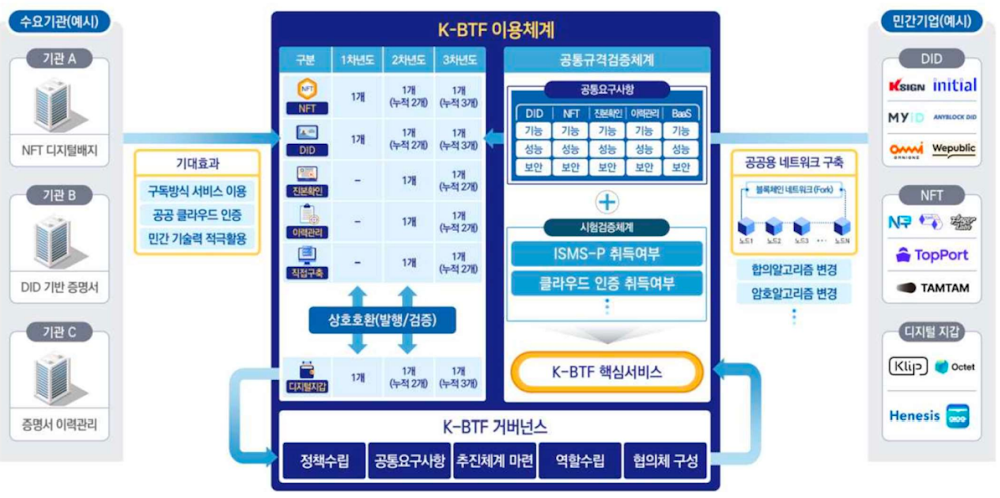 수요기관(예시)
기관 A
NFT 디지털배지
기관 B
DID 기반 증명서
기관 C
증명서 이력관리
기대효과
구독방식 서비스 이용
공공 클라우드 인증
민간 기술력 적극활용
K-BTF 이용체계
구분 1차년도 2차년도 3차년도
NFT
NFT 1개 1개 (누적 2개) 1개 (누적 3개)
DID 1개 1개 (누적 2개) 1개 (누적 3개)
진본확인 - 1개 1개 (누적 2개)
이력관리 - 1개 1개 (누적 2개)
직접구축 - 1개 1개 (누적 2개)
상호호환(발행/검증)
디지털지갑 1개 1개 (누적 2개) 1개 (누적 3개)
공통규격검증체계
공통요구사항
DID NFT 진본확인 이력관리 BaaS
기능 기능 기능 기능 기능
성능 성능 성능 성능 성능
보안 보안 보안 보안 보안
시험검증체계
ISMS-P 취득여부
클라우드 인증 취득여부
K-BTF 핵심서비스
K-BTF 거버넌스
정책수립 공통요구사항 추진체계 마련 역할수립 협의체 구성
공공용 네트워크 구축
블록체인 네트워크(Fork)
노드1 노드2 노드3 ··· 노드N
합의알고리즘 변경
암호알고리즘 변경
민간기업(예시)
DID
KSIGN initial
MYID ANYBLOCK DID
OMNI Wepublic
OMNIONE
NFT
TopPort
TAMTAM
디지털 지갑
Klip Octet
Henesis